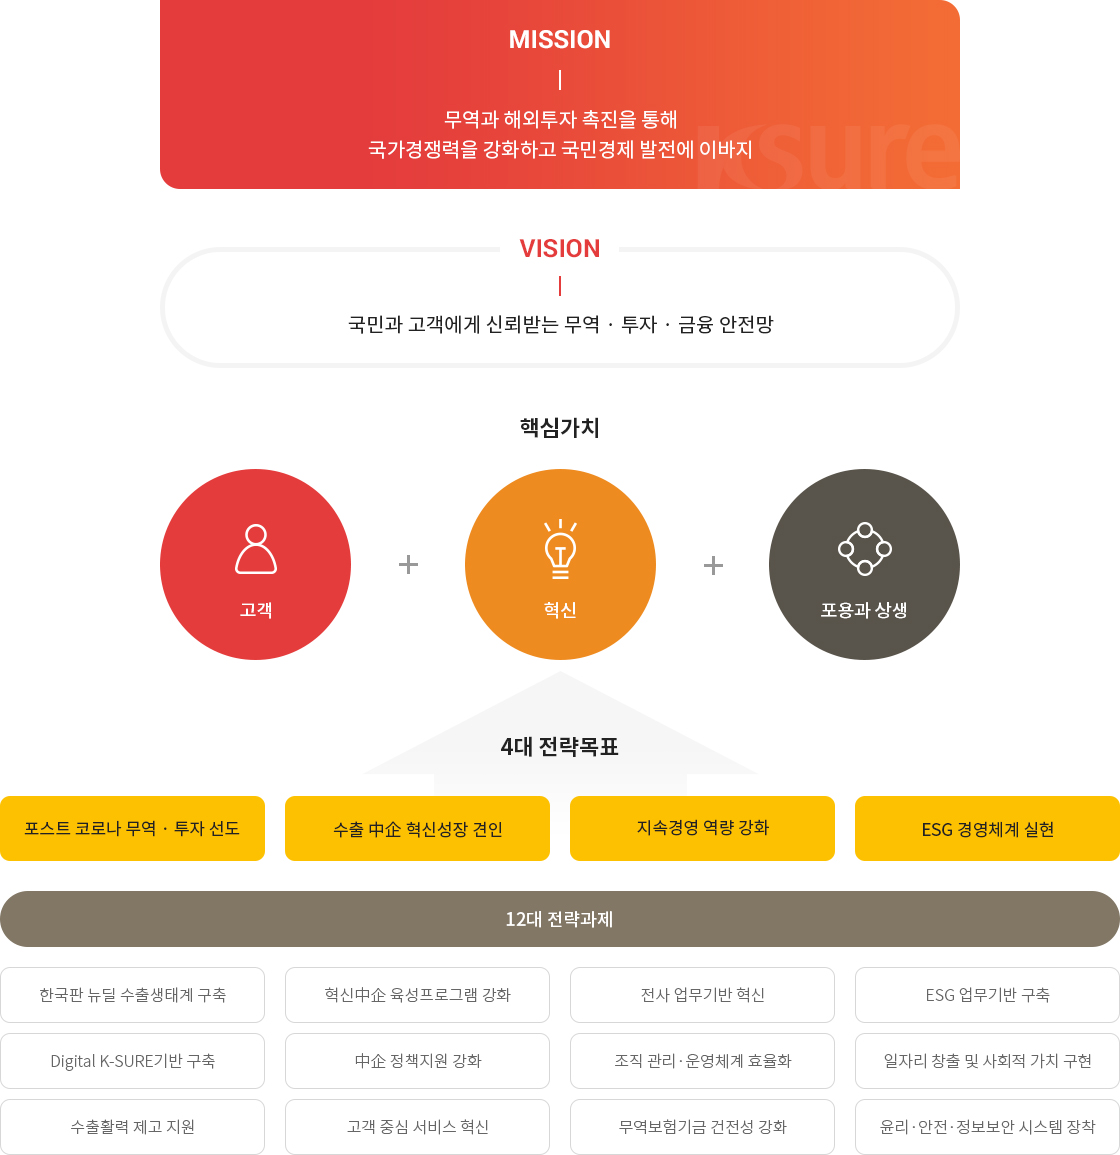 MISSION
무역과 해외투자 촉진을 통해
국가경쟁력을 강화하고 국민경제 발전에 이바지
Ksure
VISION
국민과 고객에게 신뢰받는 무역 · 투자 · 금융 안전망
핵심가치
고객
+
혁신
+
포용과 상생
4대 전략목표
포스트 코로나 무역 · 투자 선도
수출 中企 혁신성장 견인
지속경영 역량 강화
ESG 경영체계 실현
12대 전략과제
한국판 뉴딜 수출생태계 구축
혁신中企 육성프로그램 강화
전사 업무기반 혁신
ESG 업무기반 구축
Digital K-SURE기반 구축
中企 정책지원 강화
조직 관리·운영체계 효율화
일자리 창출 및 사회적 가치 구현
수출활력 제고 지원
고객 중심 서비스 혁신
무역보험기금 건전성 강화
윤리·안전·정보보안 시스템 장착